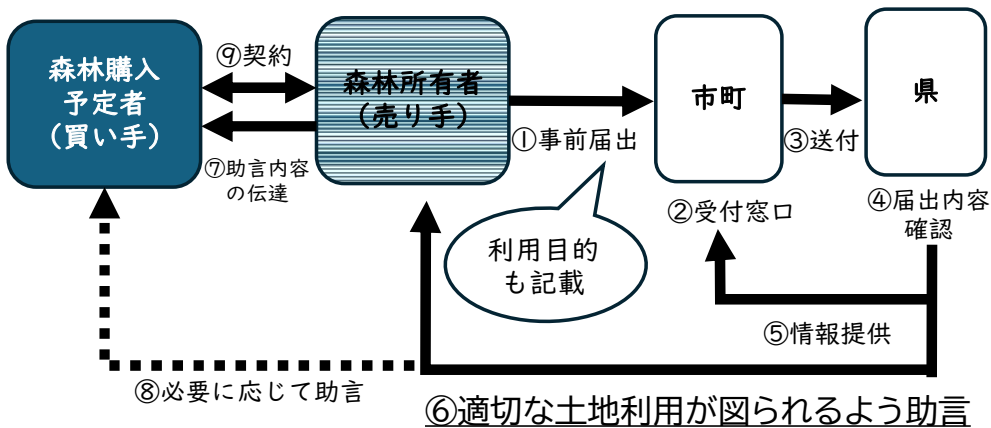 森林購入
予定者
(買い手)
⑨契約
⑦助言内容
の伝達
森林所有者
(売り手)
①事前届出
利用目的
も記載
市町
②受付窓口
③送付
県
④届出内容
確認
⑤情報提供
⑧必要に応じて助言
⑥適切な土地利用が図られるよう助言